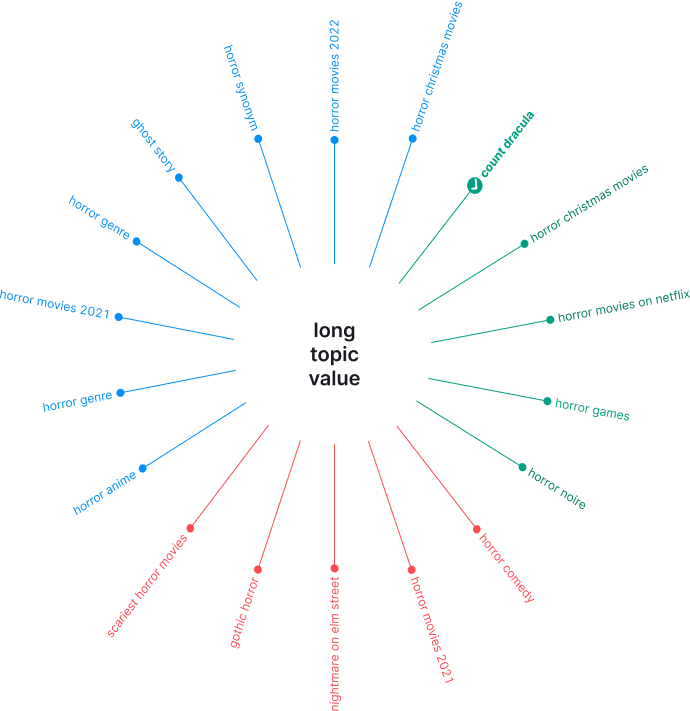 horror movies 2022
horror christmas movies
count dracula
horror christmas movies
horror movies on netflix
horror games
horror noire
horror comedy
horror movies 2021
nightmare on elm street
gothic horror
scariest horror movies
horror anime
horror genre
horror movies 2021
horror genre
ghost story
horror synonym
long
topic
value